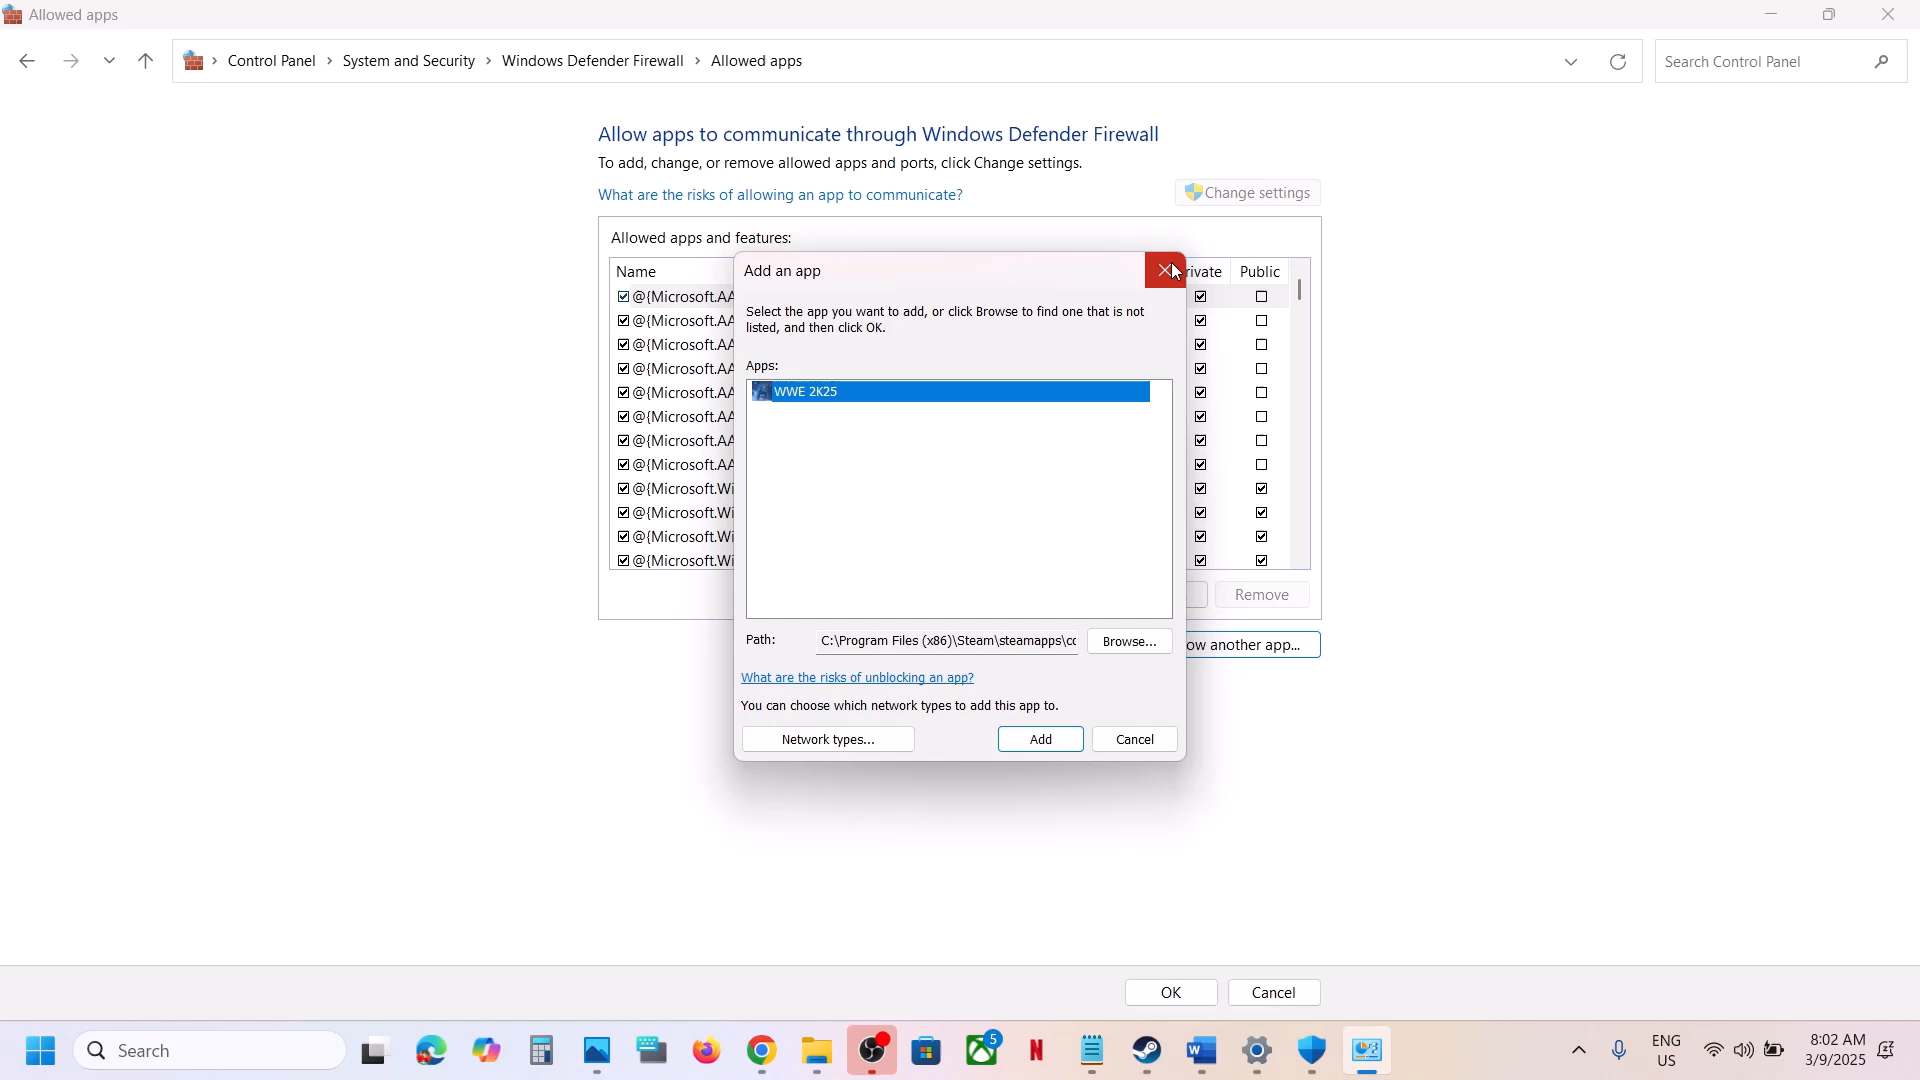 Allowed apps
Control Panel › System and Security › Windows Defender Firewall › Allowed apps
Search Control Panel
Allow apps to communicate through Windows Defender Firewall
To add, change, or remove allowed apps and ports, click Change settings.
What are the risks of allowing an app to communicate?
Change settings
Allowed apps and features:
Name
rivate
Public
@{Microsoft.AA
@{Microsoft.AA
@{Microsoft.AA
@{Microsoft.AA
@{Microsoft.AA
@{Microsoft.AA
@{Microsoft.AA
@{Microsoft.AA
@{Microsoft.Wi
@{Microsoft.Wi
@{Microsoft.Wi
@{Microsoft.Wi
Remove
ow another app...
Add an app
Select the app you want to add, or click Browse to find one that is not
listed, and then click OK.
Apps:
WWE 2K25
Path:
C:\Program Files (x86)\Steam\steamapps\cc
Browse...
What are the risks of unblocking an app?
You can choose which network types to add this app to.
Network types...
Add
Cancel
OK
Cancel
Search
5
N
ENG
US
8:02 AM
3/9/2025